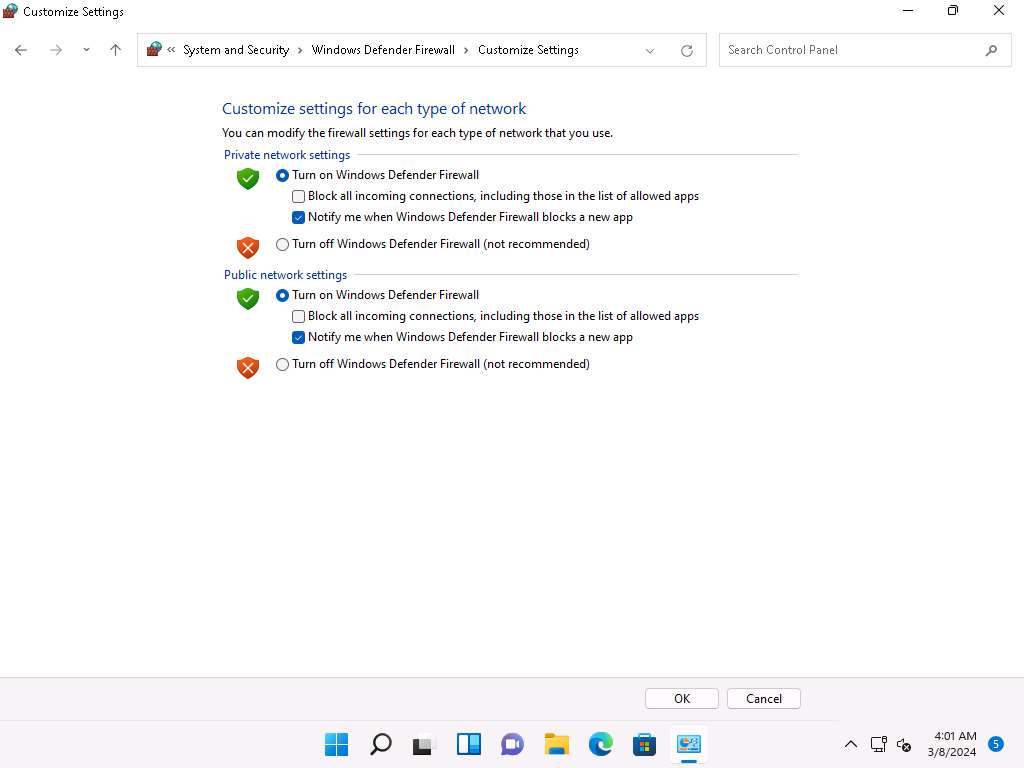 Customize Settings
« System and Security › Windows Defender Firewall › Customize Settings
Search Control Panel
Customize settings for each type of network
You can modify the firewall settings for each type of network that you use.
Private network settings
Turn on Windows Defender Firewall
Block all incoming connections, including those in the list of allowed apps
Notify me when Windows Defender Firewall blocks a new app
Turn off Windows Defender Firewall (not recommended)
Public network settings
Turn on Windows Defender Firewall
Block all incoming connections, including those in the list of allowed apps
Notify me when Windows Defender Firewall blocks a new app
Turn off Windows Defender Firewall (not recommended)
OK
Cancel
4:01 AM
3/8/2024
5